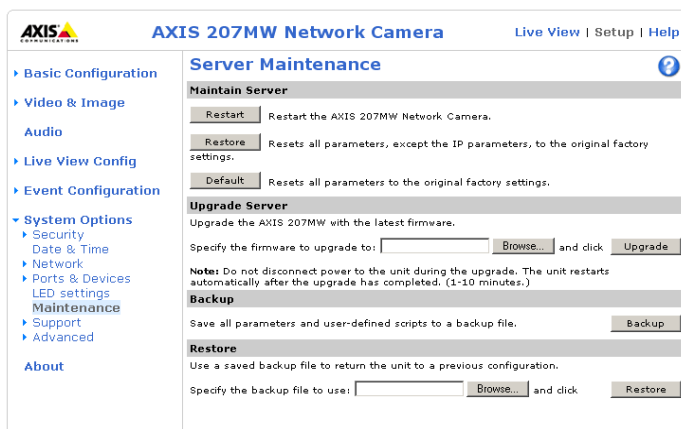 AXIS
COMMUNICATIONS
AXIS 207MW Network Camera
Live View | Setup | Help
Basic Configuration
Video & Image
Audio
Live View Config
Event Configuration
System Options
Security
Date & Time
Network
Ports & Devices
LED settings
Maintenance
Support
Advanced
About
Server Maintenance
?
Maintain Server
Restart Restart the AXIS 207MW Network Camera.
Restore Resets all parameters, except the IP parameters, to the original factory
settings.
Default Resets all parameters to the original factory settings.
Upgrade Server
Upgrade the AXIS 207MW with the latest firmware.
Specify the firmware to upgrade to: Browse... and click Upgrade
Note: Do not disconnect power to the unit during the upgrade. The unit restarts
automatically after the upgrade has completed. (1-10 minutes.)
Backup
Save all parameters and user-defined scripts to a backup file. Backup
Restore
Use a saved backup file to return the unit to a previous configuration.
Specify the backup file to use: Browse... and click Restore